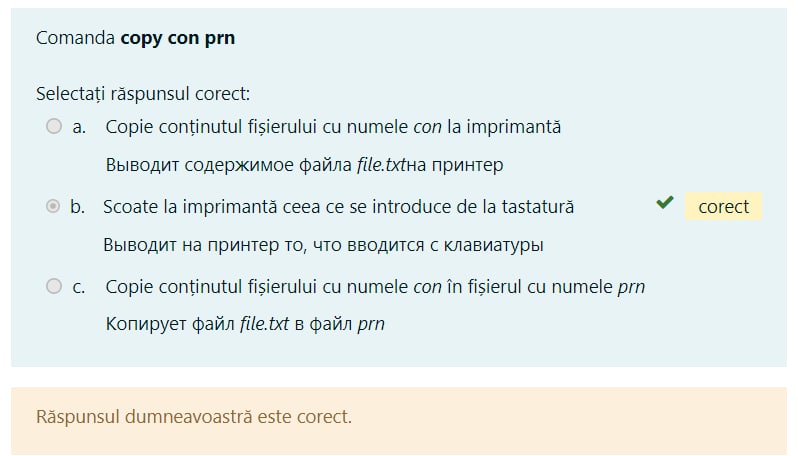 Comanda copy con prn
Selectați răspunsul corect:
a. Copie conținutul fișierului cu numele con la imprimantă
Выводит содержимое файла file.txtна принтер
b. Scoate la imprimantă ceea ce se introduce de la tastatură
corect
Выводит на принтер то, что вводится с клавиатуры
c. Copie conținutul fișierului cu numele con în fișierul cu numele prn
Копирует файл file.txt в файл prn
Răspunsul dumneavoastră este corect.